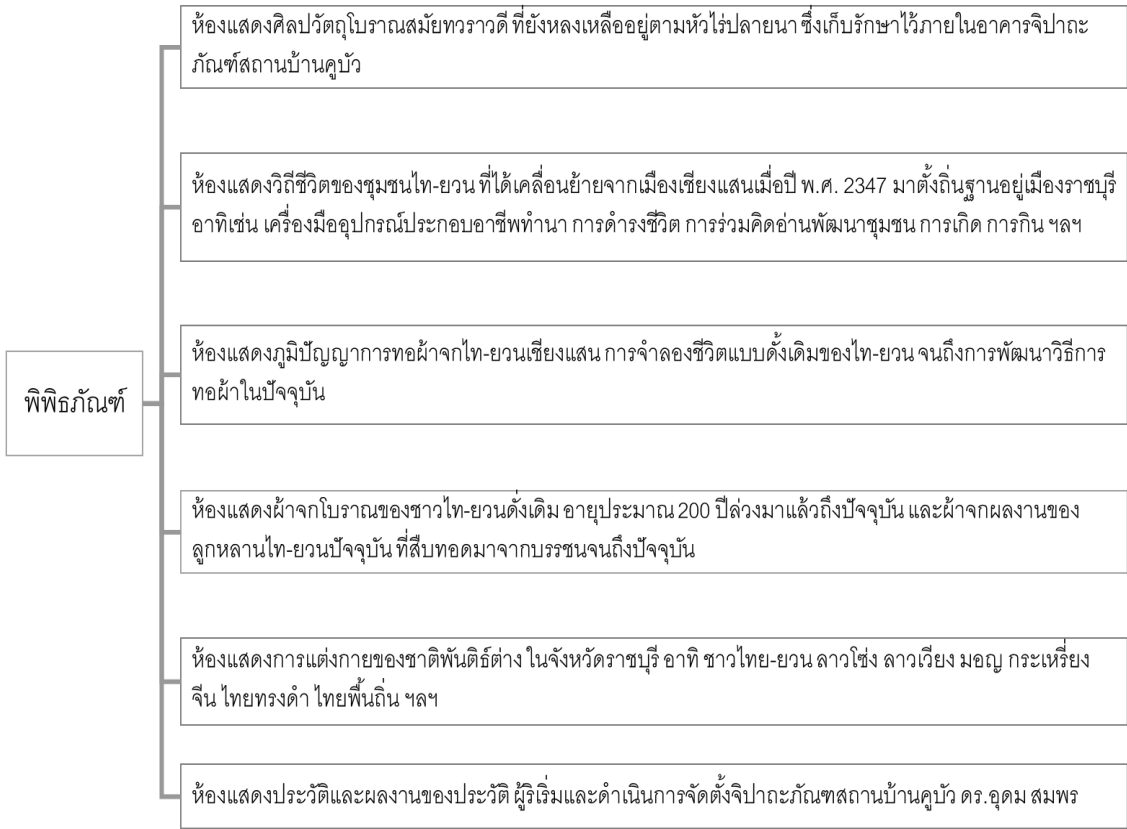 ห้องแสดงศิลปวัตถุโบราณสมัยทวราวดี ที่ยังหลงเหลืออยู่ตามหัวไร่ปลายนา ซึ่งเก็บรักษาไว้ภายในอาคารจิปาถะ
ภัณฑ์สถานบ้านคูบัว
ห้องแสดงวิถีชีวิตของชุมชนไท-ยวน ที่ได้เคลื่อนย้ายจากเมืองเชียงแสนเมื่อปี พ.ศ. 2347 มาตั้งถิ่นฐานอยู่เมืองราชบุรี
อาทิเช่น เครื่องมืออุปกรณ์ประกอบอาชีพทำนา การดำรงชีวิต การร่วมคิดอ่านพัฒนาชุมชน การเกิด การกิน ฯลฯ
ห้องแสดงภูมิปัญญาการทอผ้าจกไท-ยวนเชียงแสน การจำลองชีวิตแบบดั้งเดิมของไท-ยวน จนถึงการพัฒนาวิธีการ
ทอผ้าในปัจจุบัน
พิพิธภัณฑ์
ห้องแสดงผ้าจกโบราณของชาวไท-ยวนดั่งเดิม อายุประมาณ 200 ปีล่วงมาแล้วถึงปัจจุบัน และผ้าจกผลงานของ
ลูกหลานไท-ยวนปัจจุบัน ที่สืบทอดมาจากบรรชนจนถึงปัจจุบัน
ห้องแสดงการแต่งกายของชาติพันติธ์ต่าง ในจังหวัดราชบุรี อาทิ ชาวไทย-ยวน ลาวโซ่ง ลาวเวียง มอญ กระเหรี่ยง
จีน ไทยทรงดำ ไทยพื้นถิ่น ฯลฯ
ห้องแสดงประวัติและผลงานของประวัติ ผู้ริเริ่มและดำเนินการจัดตั้งจิปาถะภัณฑสถานบ้านคูบัว ดร.อุดม สมพร